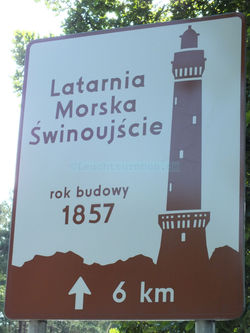 Latarnia
Morska
Świnoujście
rok budowy
1857
6 km